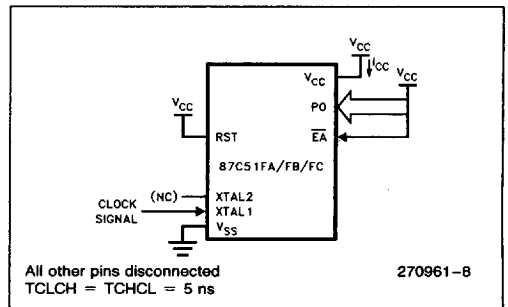 VCC
ICC
VCC
VCC
PO
VCC
RST
EA
87C51FA/FB/FC
(NC)
XTAL2
CLOCK
SIGNAL
XTAL1
VSS
All other pins disconnected
TCLCH = TCHCL = 5 ns
270961-8